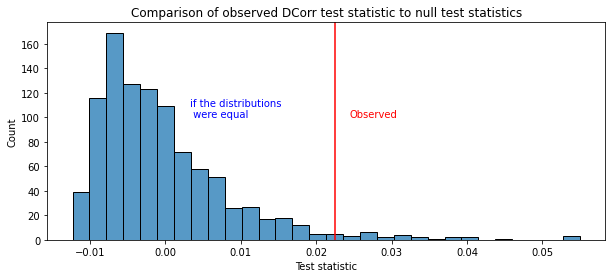 Comparison of observed DCorr test statistic to null test statistics
160
140
120
100
80
60
40
20
0
Count
if the distributions
were equal
Observed
−0.01
0.00
0.01
0.02
0.03
0.04
0.05
Test statistic